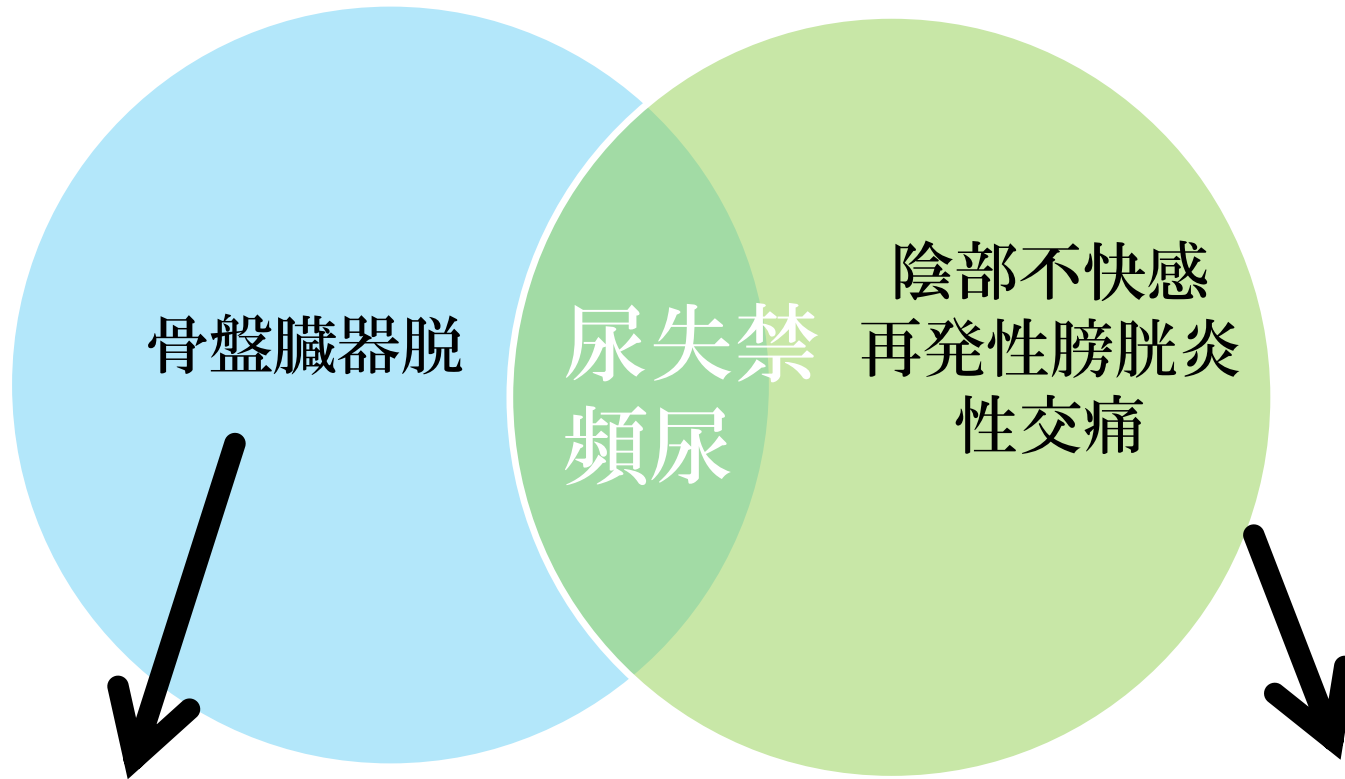 骨盤臓器脱
尿失禁
頻尿
陰部不快感
再発性膀胱炎
性交痛